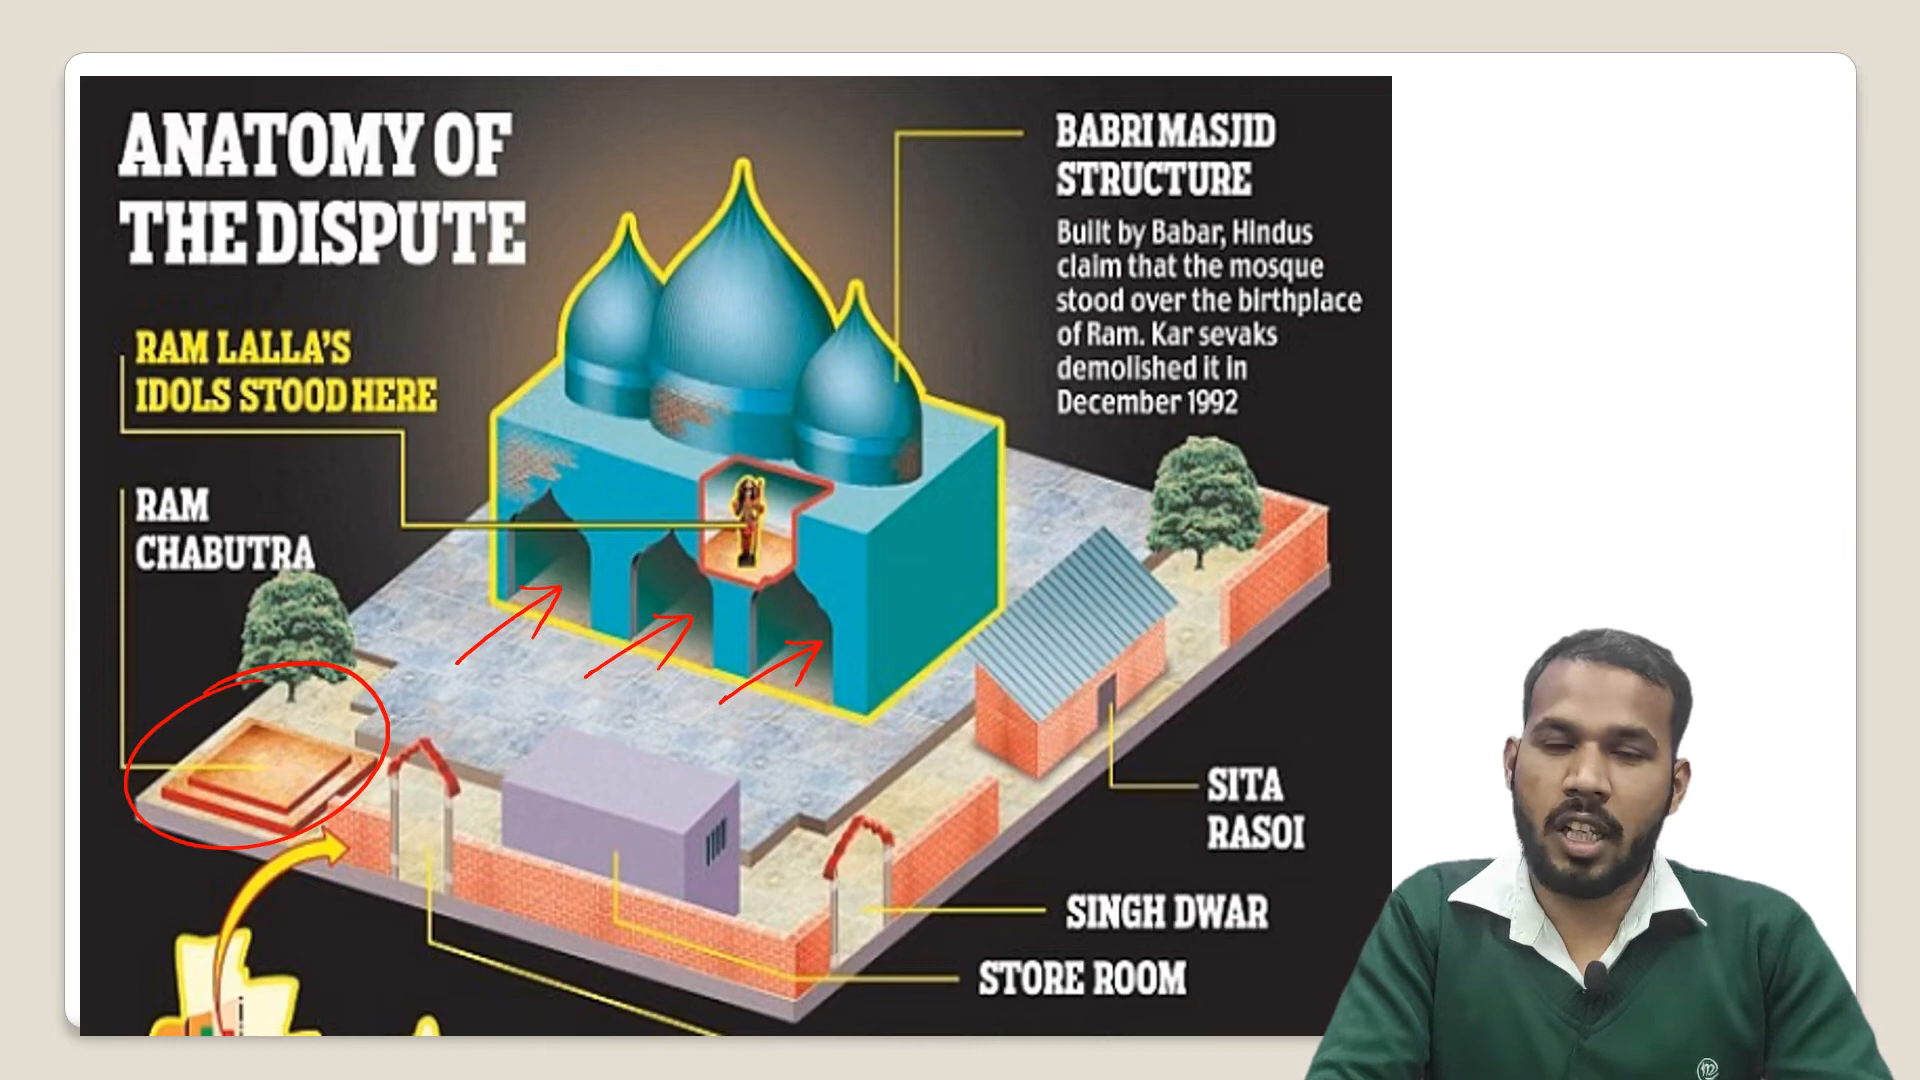 ANATOMY OF
THE DISPUTE
BABRI MASJID
STRUCTURE
Built by Babar, Hindus
claim that the mosque
stood over the birthplace
of Ram. Kar sevaks
demolished it in
December 1992
RAM LALLA'S
IDOLS STOOD HERE
RAM
CHABUTRA
SITA
RASOI
SINGH DWAR
STORE ROOM